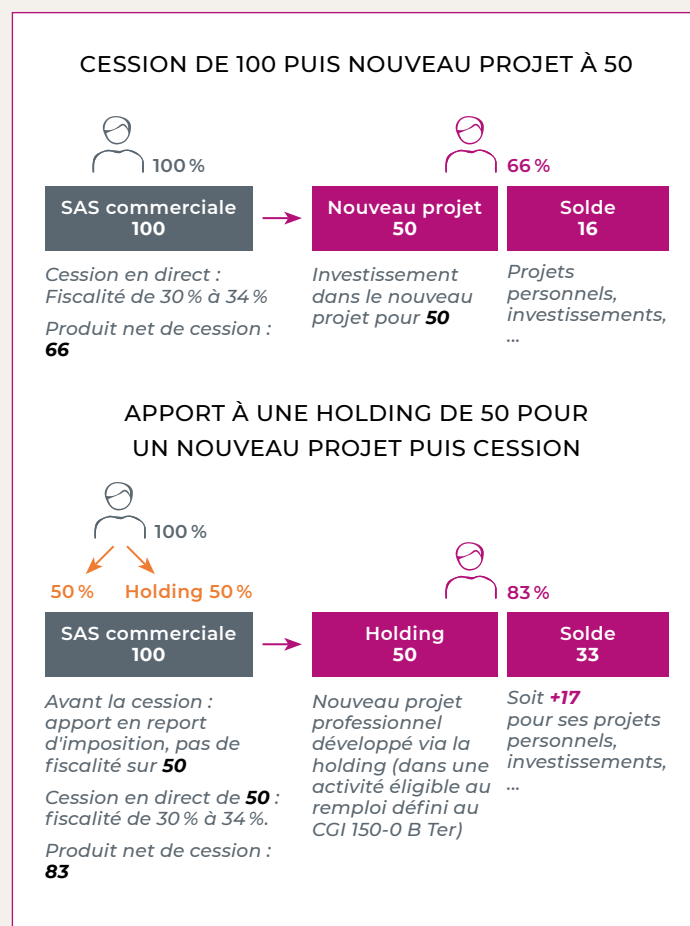 CESSION DE 100 PUIS NOUVEAU PROJET À 50
100 %
66 %
SAS commerciale
100
Nouveau projet
50
Solde
16
Cession en direct :
Fiscalité de 30 % à 34 %
Produit net de cession :
66
Investissement
dans le nouveau
projet pour 50
Projets
personnels,
investissements,
...
APPORT À UNE HOLDING DE 50 POUR
UN NOUVEAU PROJET PUIS CESSION
100 %
50 %
Holding 50 %
83 %
SAS commerciale
100
Holding
50
Solde
33
Avant la cession :
apport en report
d'imposition, pas de
fiscalité sur 50
Cession en direct de 50 :
fiscalité de 30 % à 34 %.
Produit net de cession :
83
Nouveau projet
professionnel
développé via la
holding (dans une
activité éligible au
remploi défini au
CGI 150-0 B Ter)
Soit +17
pour ses projets
personnels,
investissements,
...